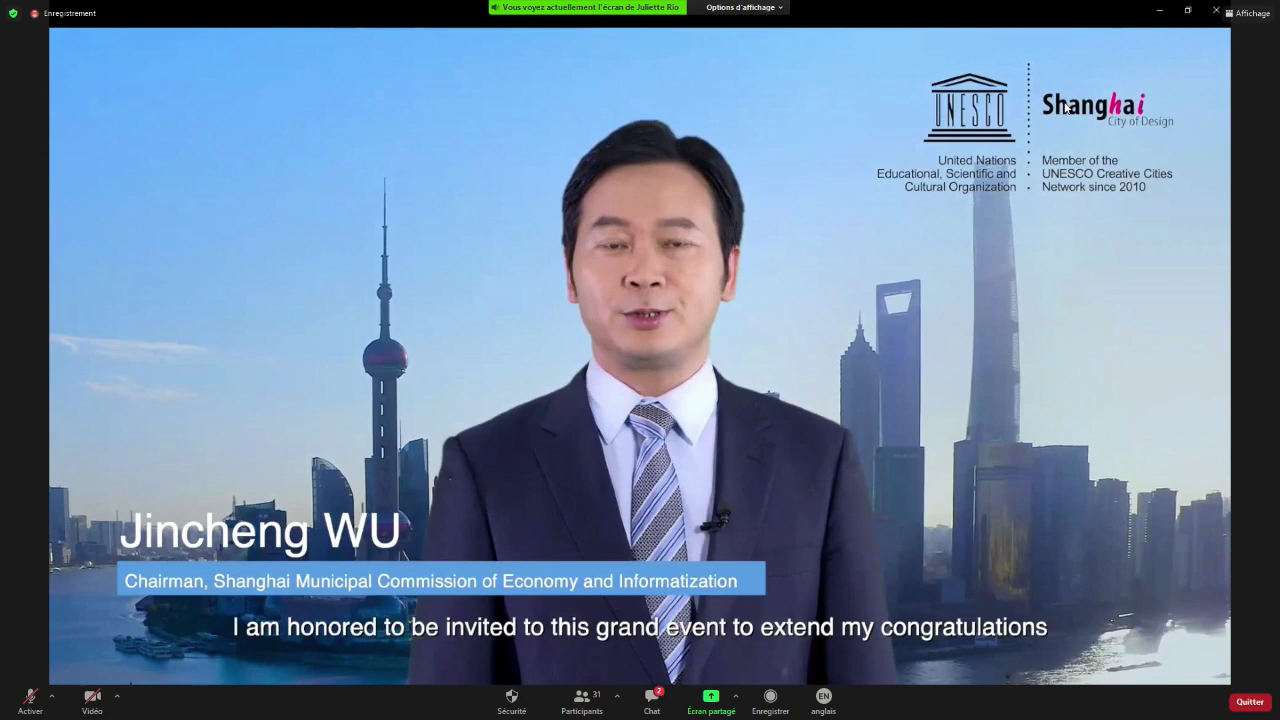 Enregistrement
Vous voyez actuellement l'écran de Juliette Rio
Options d'affichage
Affichage
UNESCO
Shanghai
City of Design
United Nations
Educational, Scientific and
Cultural Organization
Member of the
UNESCO Creative Cities
Network since 2010
Jincheng WU
Chairman, Shanghai Municipal Commission of Economy and Informatization
I am honored to be invited to this grand event to extend my congratulations
Activer
Vidéo
Sécurité
31
Participants
2
Chat
Écran partagé
Enregistrer
EN
anglais
Quitter